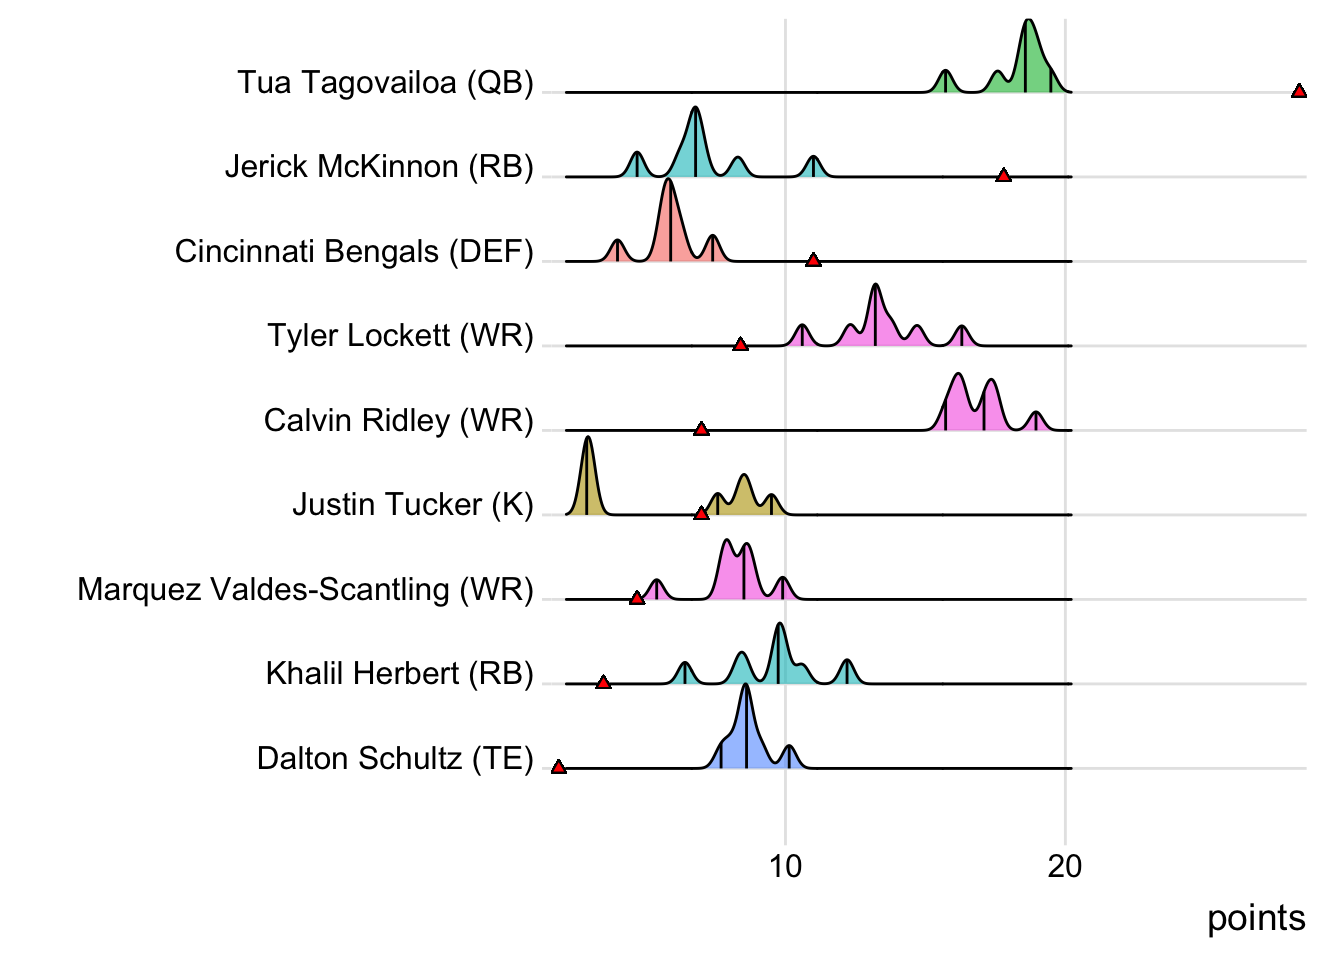 Tua Tagovailoa (QB)
Jerick McKinnon (RB)
Cincinnati Bengals (DEF)
Tyler Lockett (WR)
Calvin Ridley (WR)
Justin Tucker (K)
Marquez Valdes-Scantling (WR)
Khalil Herbert (RB)
Dalton Schultz (TE)
10 20
points